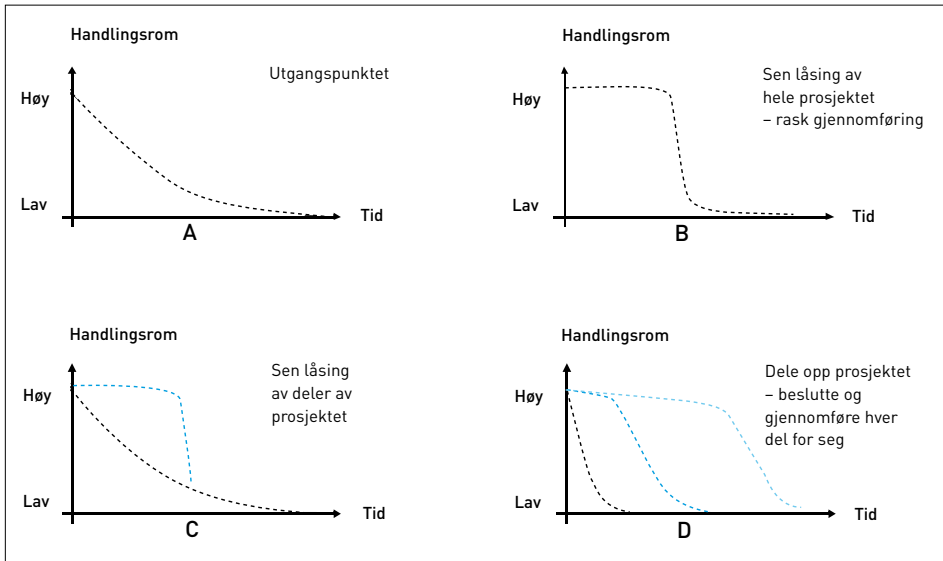 Handlingsrom
Utgangspunktet
Høy
Lav
Tid
A
Handlingsrom
Sen låsing av
hele prosjektet
– rask gjennomføring
Høy
Lav
Tid
B
Handlingsrom
Sen låsing
av deler av
prosjektet
Høy
Lav
Tid
C
Handlingsrom
Dele opp prosjektet
– beslutte og
gjennomføre hver
del for seg
Høy
Lav
Tid
D